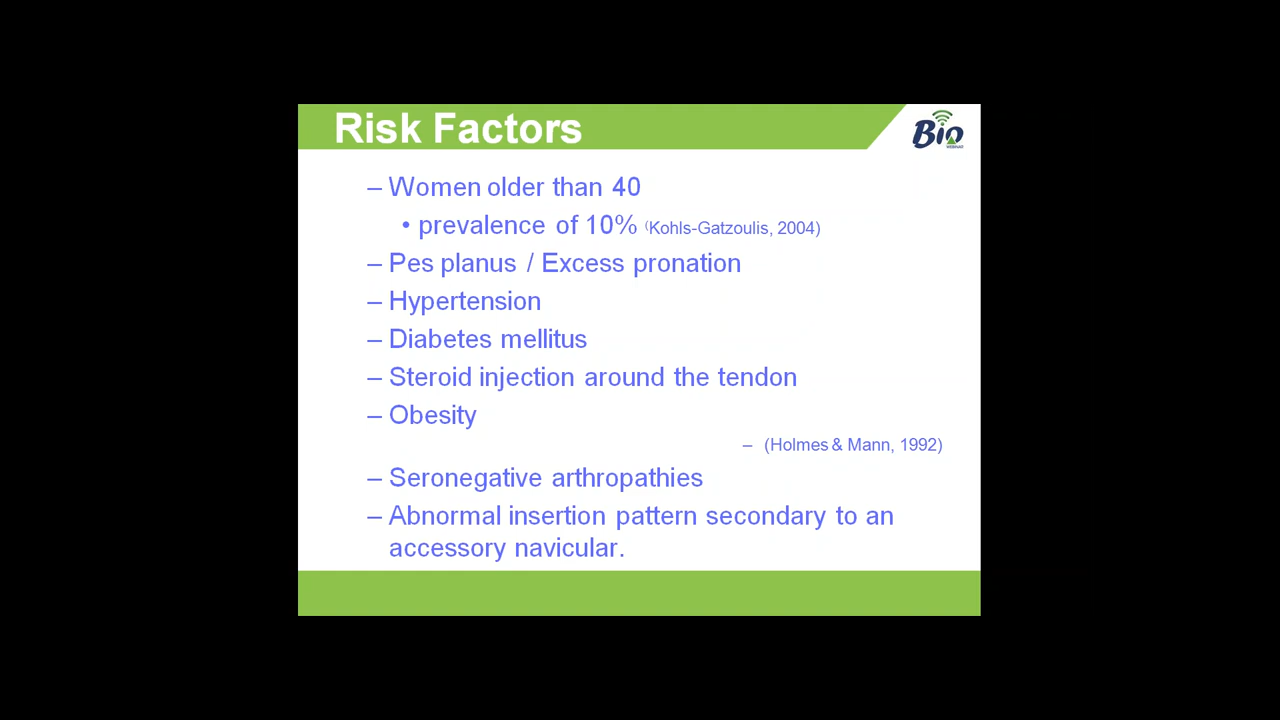 Risk Factors
Bio
WEBINAR
– Women older than 40
• prevalence of 10% (Kohls-Gatzoulis, 2004)
– Pes planus / Excess pronation
– Hypertension
– Diabetes mellitus
– Steroid injection around the tendon
– Obesity
– (Holmes & Mann, 1992)
– Seronegative arthropathies
– Abnormal insertion pattern secondary to an
accessory navicular.